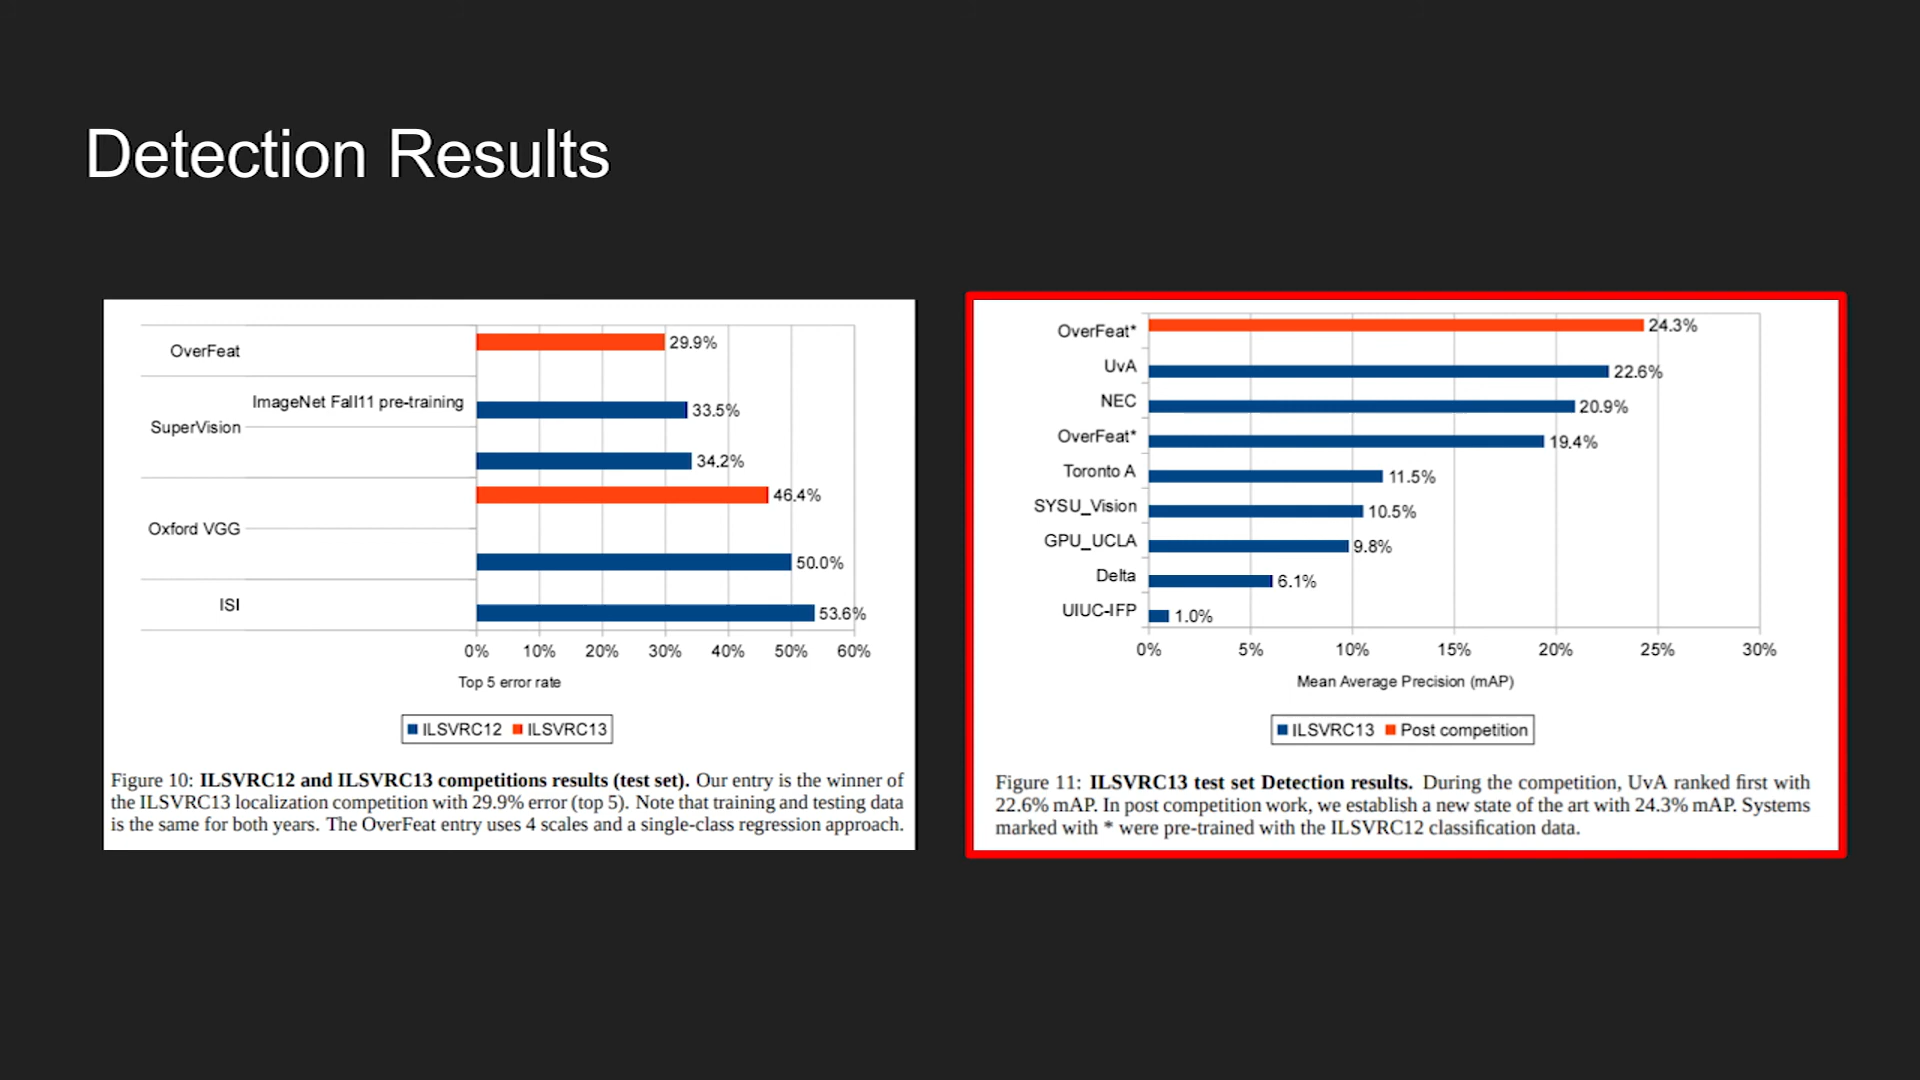 Detection Results
OverFeat
29.9%
ImageNet Fall11 pre-training
33.5%
SuperVision
34.2%
46.4%
Oxford VGG
50.0%
ISI
53.6%
0% 10% 20% 30% 40% 50% 60%
Top 5 error rate
ILSVRC12 ILSVRC13
Figure 10: ILSVRC12 and ILSVRC13 competitions results (test set). Our entry is the winner of
the ILSVRC13 localization competition with 29.9% error (top 5). Note that training and testing data
is the same for both years. The OverFeat entry uses 4 scales and a single-class regression approach.
OverFeat* 24.3%
UvA 22.6%
NEC 20.9%
OverFeat* 19.4%
Toronto A 11.5%
SYSU_Vision 10.5%
GPU_UCLA 9.8%
Delta 6.1%
UIUC-IFP 1.0%
0% 5% 10% 15% 20% 25% 30%
Mean Average Precision (mAP)
ILSVRC13 Post competition
Figure 11: ILSVRC13 test set Detection results. During the competition, UvA ranked first with
22.6% mAP. In post competition work, we establish a new state of the art with 24.3% mAP. Systems
marked with * were pre-trained with the ILSVRC12 classification data.